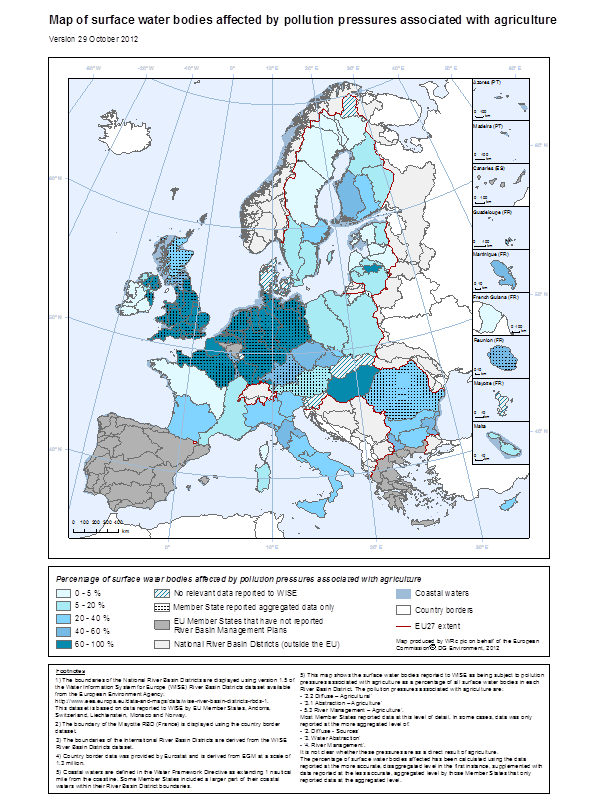 Map of surface water bodies affected by pollution pressures associated with agriculture
Version 29 October 2012
Azores (PT)
Madeira (PT)
Canaries (ES)
Guadeloupe (FR)
Martinique (FR)
French Guiana (FR)
Reunion (FR)
Mayotte (FR)
Malta
0 100 200 300 400
km
Percentage of surface water bodies affected by pollution pressures associated with agriculture
0 - 5 %
5 - 20 %
20 - 40 %
40 - 60 %
60 - 100 %
No relevant data reported to WISE
Member State reported aggregated data only
EU Member States that have not reported
River Basin Management Plans
National River Basin Districts (outside the EU)
Coastal waters
Country borders
EU27 extent
Map produced by WRc plc on behalf of the European
Commission © DG Environment, 2012
Footnotes
1) The boundaries of the National River Basin Districts are displayed using version 1.3 of
the Water Information System for Europe (WISE) River Basin Districts dataset available
from the European Environment Agency.
This dataset is based on data reported to WISE by EU Member States, Andorra,
Switzerland, Liechtenstein, Monaco and Norway.
2) The boundary of the Mayotte RBD (France) is displayed using the country border
dataset.
3) The boundaries of the International River Basin Districts are derived from the WISE
River Basin Districts dataset.
4) Country border data was provided by Eurostat and is derived from EGM at a scale of
1:3 million.
5) Coastal waters are defined in the Water Framework Directive as extending 1 nautical
mile from the coastline. Some Member States included a larger part of their coastal
waters within their River Basin District boundaries.
6) This map shows the surface water bodies reported to WISE as being subject to pollution
pressures associated with agriculture as a percentage of all surface water bodies in each
River Basin District. The pollution pressures associated with agriculture are:
- '2.2 Diffuse – Agricultural'
- '3.1 Abstraction – Agriculture'
- '5.3 River Management – Agriculture'.
Most Member States reported data at this level of detail. In some cases, data was only
reported at the more aggregated level of:
- '2. Diffuse - Sources'
- '3. Water Abstraction'
- '4. River Management'.
It is not clear whether these pressures are as a direct result of agriculture.
The percentage of surface water bodies affected has been calculated using the data
reported at the more accurate, disaggregated level in the first instance, supplemented with
data reported at the less accurate, aggregated level by those Member States that only
reported data at the aggregated level.